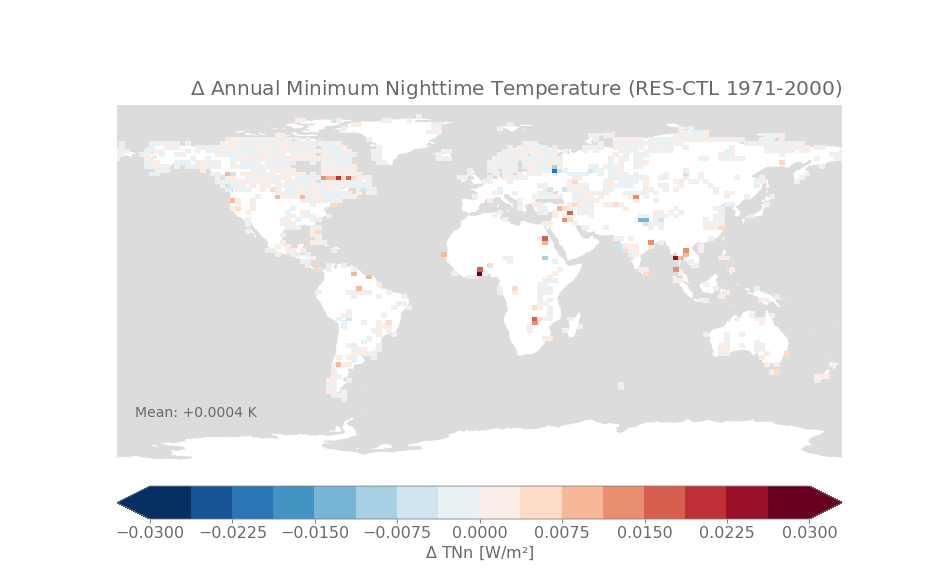 Δ Annual Minimum Nighttime Temperature (RES-CTL 1971-2000)
Mean: +0.0004 K
−0.0300 −0.0225 −0.0150 −0.0075 0.0000 0.0075 0.0150 0.0225 0.0300
Δ TNn [W/m²]